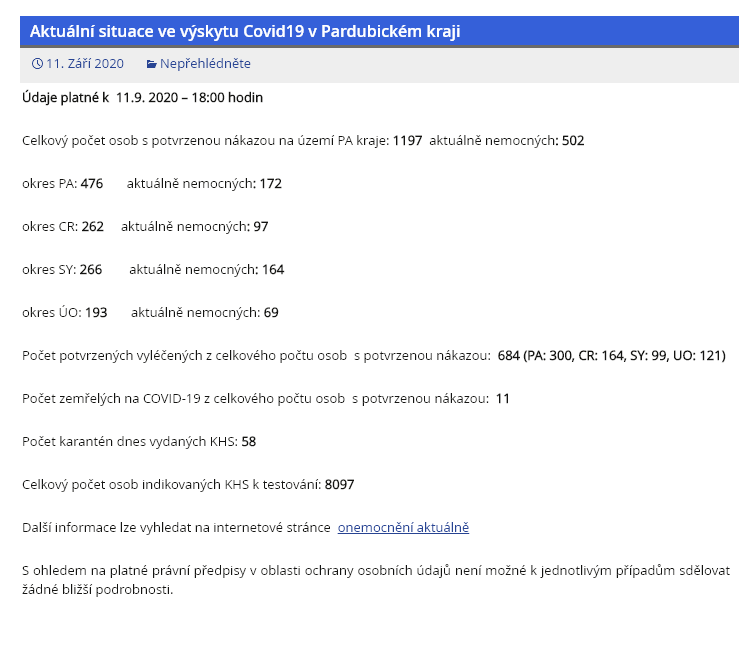 Aktuální situace ve výskytu Covid19 v Pardubickém kraji
11. Září 2020 Nepřehlédněte
Údaje platné k 11.9. 2020 – 18:00 hodin
Celkový počet osob s potvrzenou nákazou na území PA kraje: 1197 aktuálně nemocných: 502
okres PA: 476 aktuálně nemocných: 172
okres CR: 262 aktuálně nemocných: 97
okres SY: 266 aktuálně nemocných: 164
okres ÚO: 193 aktuálně nemocných: 69
Počet potvrzených vyléčených z celkového počtu osob s potvrzenou nákazou: 684 (PA: 300, CR: 164, SY: 99, UO: 121)
Počet zemřelých na COVID-19 z celkového počtu osob s potvrzenou nákazou: 11
Počet karantén dnes vydaných KHS: 58
Celkový počet osob indikovaných KHS k testování: 8097
Další informace lze vyhledat na internetové stránce onemocnění aktuálně
S ohledem na platné právní předpisy v oblasti ochrany osobních údajů není možné k jednotlivým případům sdělovat
žádné bližší podrobnosti.